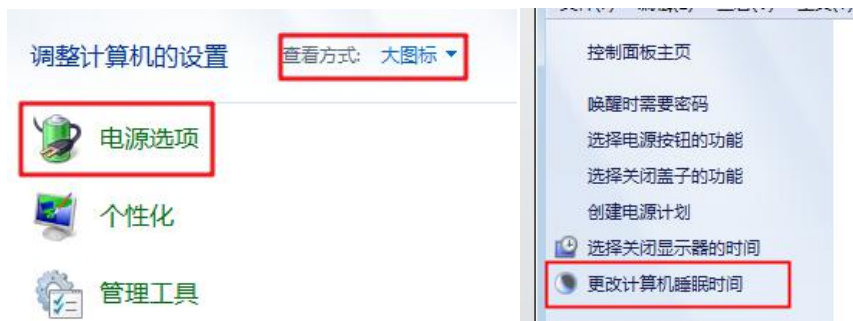 调整计算机的设置
查看方式: 大图标
电源选项
个性化
管理工具
控制面板主页
唤醒时需要密码
选择电源按钮的功能
选择关闭盖子的功能
创建电源计划
选择关闭显示器的时间
更改计算机睡眠时间